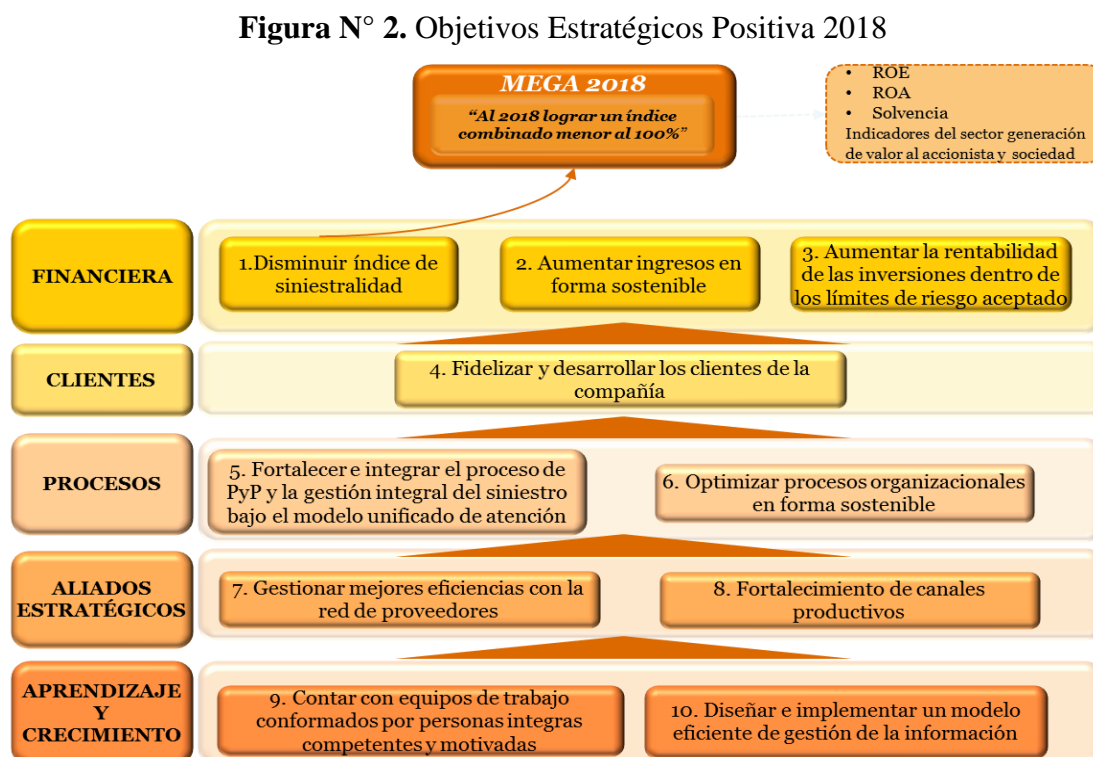 Figura N° 2. Objetivos Estratégicos Positiva 2018
MEGA 2018
“Al 2018 lograr un índice
combinado menor al 100%”
• ROE
• ROA
• Solvencia
Indicadores del sector generación
de valor al accionista y sociedad
FINANCIERA
1.Disminuir índice de
siniestralidad
2. Aumentar ingresos en
forma sostenible
3. Aumentar la rentabilidad
de las inversiones dentro de
los límites de riesgo aceptado
CLIENTES
4. Fidelizar y desarrollar los clientes de la
compañía
PROCESOS
5. Fortalecer e integrar el proceso de
PyP y la gestión integral del siniestro
bajo el modelo unificado de atención
6. Optimizar procesos organizacionales
en forma sostenible
ALIADOS
ESTRATÉGICOS
7. Gestionar mejores eficiencias con la
red de proveedores
8. Fortalecimiento de canales
productivos
APRENDIZAJE
Y
CRECIMIENTO
9. Contar con equipos de trabajo
conformados por personas integras
competentes y motivadas
10. Diseñar e implementar un modelo
eficiente de gestión de la información